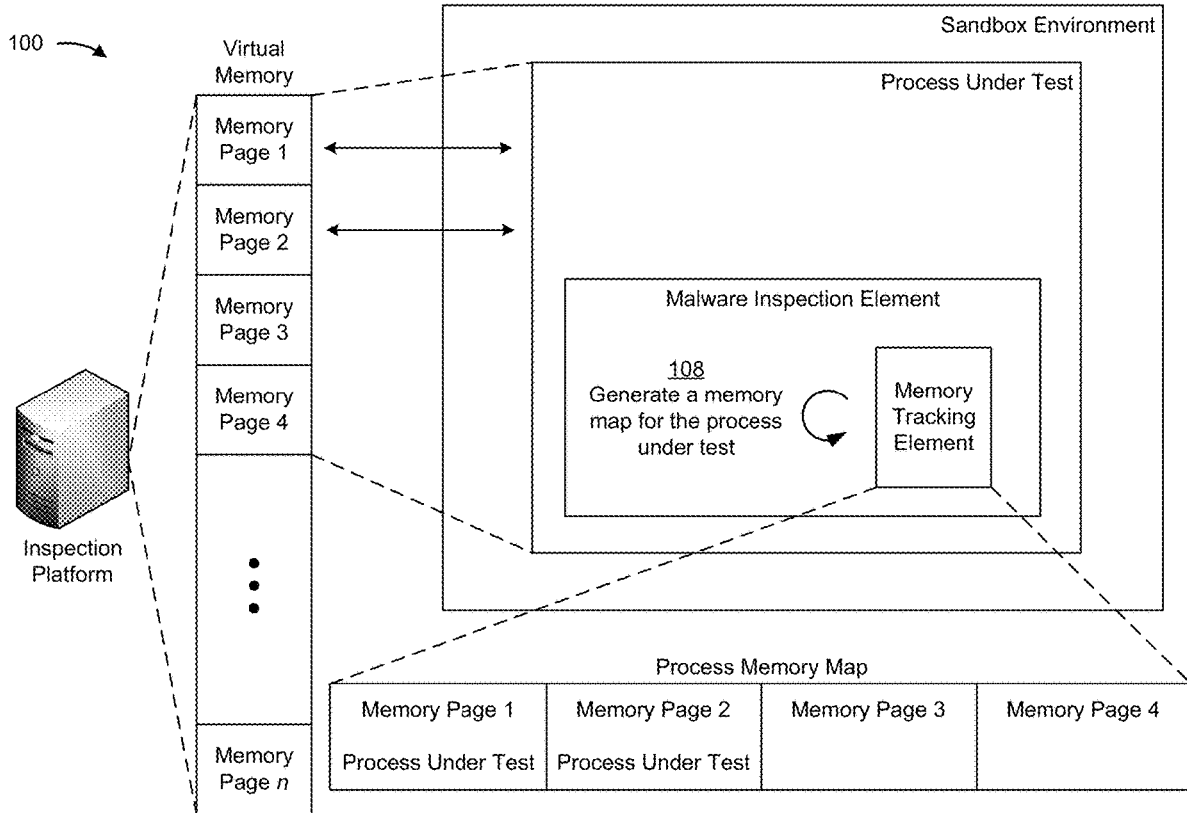 100
Virtual
Memory
Memory
Page 1
Memory
Page 2
Memory
Page 3
Memory
Page 4
Memory
Page n
Inspection
Platform
Sandbox Environment
Process Under Test
Malware Inspection Element
108
Generate a memory
map for the process
under test
Memory
Tracking
Element
Process Memory Map
Memory Page 1
Process Under Test
Memory Page 2
Process Under Test
Memory Page 3
Memory Page 4